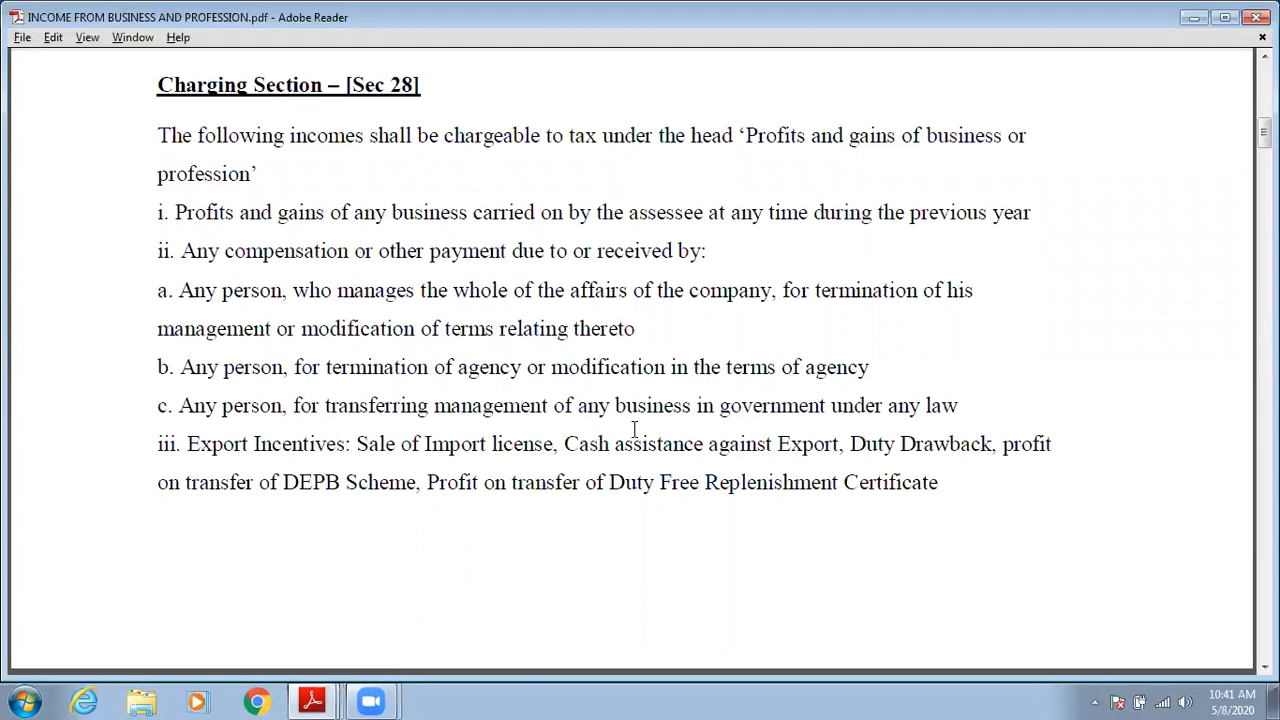 INCOME FROM BUSINESS AND PROFESSION.pdf - Adobe Reader
File Edit View Window Help
Charging Section – [Sec 28]
The following incomes shall be chargeable to tax under the head ‘Profits and gains of business or
profession’
i. Profits and gains of any business carried on by the assessee at any time during the previous year
ii. Any compensation or other payment due to or received by:
a. Any person, who manages the whole of the affairs of the company, for termination of his
management or modification of terms relating thereto
b. Any person, for termination of agency or modification in the terms of agency
c. Any person, for transferring management of any business in government under any law
iii. Export Incentives: Sale of Import license, Cash assistance against Export, Duty Drawback, profit
on transfer of DEPB Scheme, Profit on transfer of Duty Free Replenishment Certificate
10:41 AM
5/8/2020